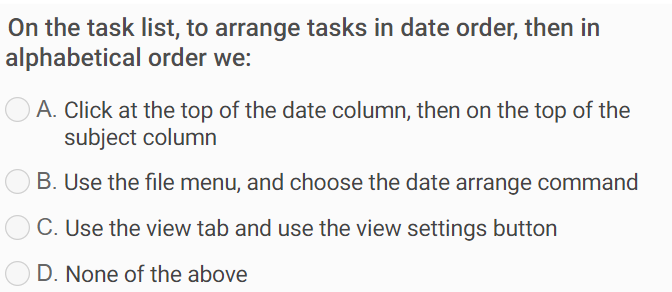 On the task list, to arrange tasks in date order, then in
alphabetical order we:
A. Click at the top of the date column, then on the top of the
subject column
B. Use the file menu, and choose the date arrange command
C. Use the view tab and use the view settings button
D. None of the above